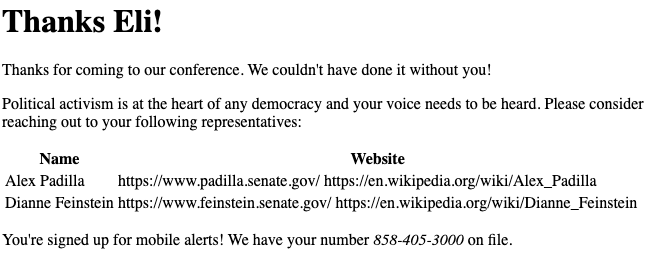 Thanks Eli!
Thanks for coming to our conference. We couldn't have done it without you!
Political activism is at the heart of any democracy and your voice needs to be heard. Please consider
reaching out to your following representatives:
Name Website
Alex Padilla https://www.padilla.senate.gov/ https://en.wikipedia.org/wiki/Alex_Padilla
Dianne Feinstein https://www.feinstein.senate.gov/ https://en.wikipedia.org/wiki/Dianne_Feinstein
You're signed up for mobile alerts! We have your number 858-405-3000 on file.